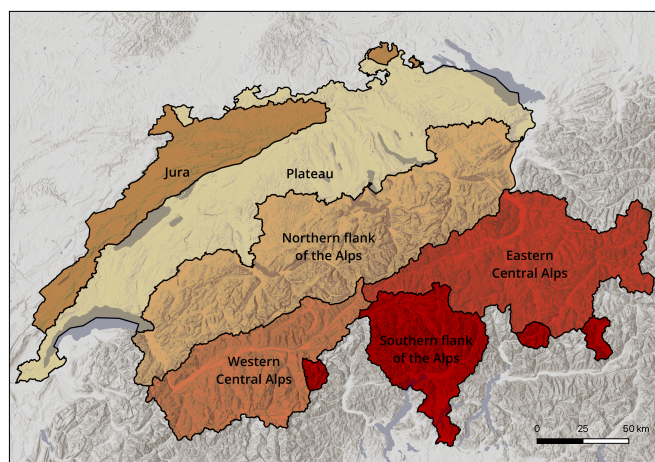 Jura
Plateau
Northern flank
of the Alps
Eastern
Central Alps
Southern flank
of the Alps
Western
Central Alps
0 25 50 km